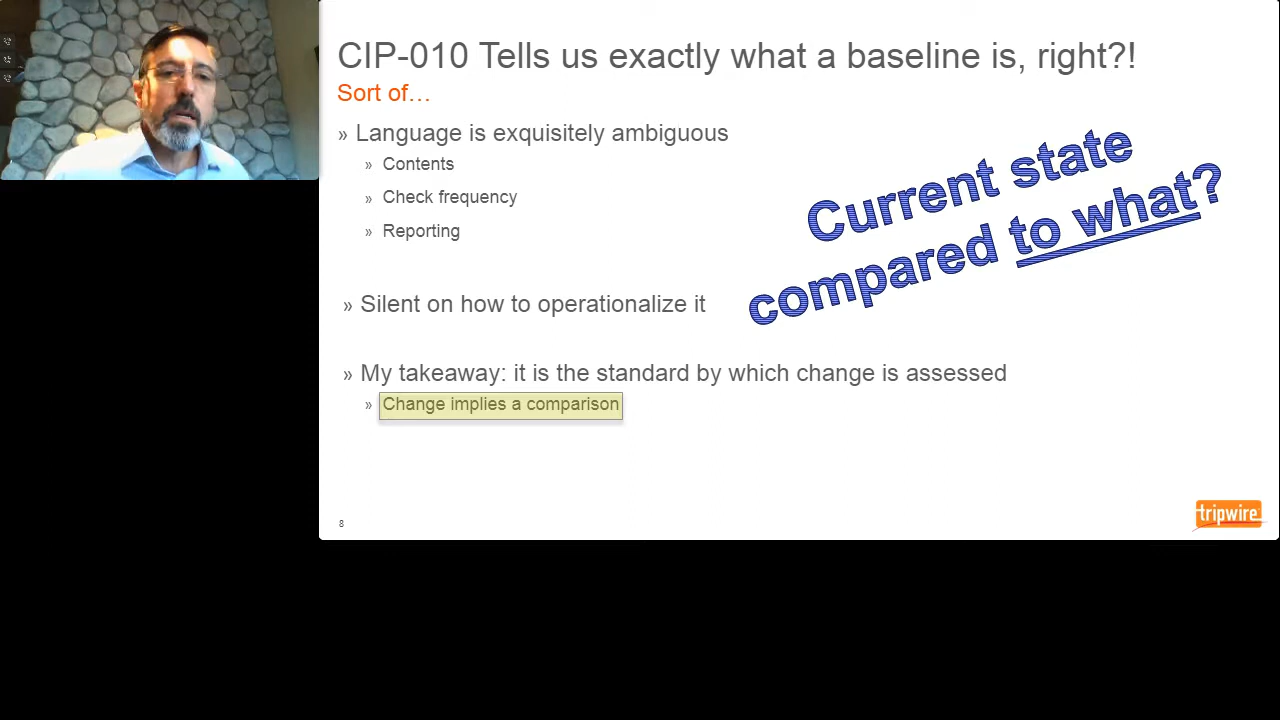 CIP-010 Tells us exactly what a baseline is, right?!
Sort of…
» Language is exquisitely ambiguous
» Contents
» Check frequency
» Reporting
Current state
compared to what?
» Silent on how to operationalize it
» My takeaway: it is the standard by which change is assessed
» Change implies a comparison
8
tripwire